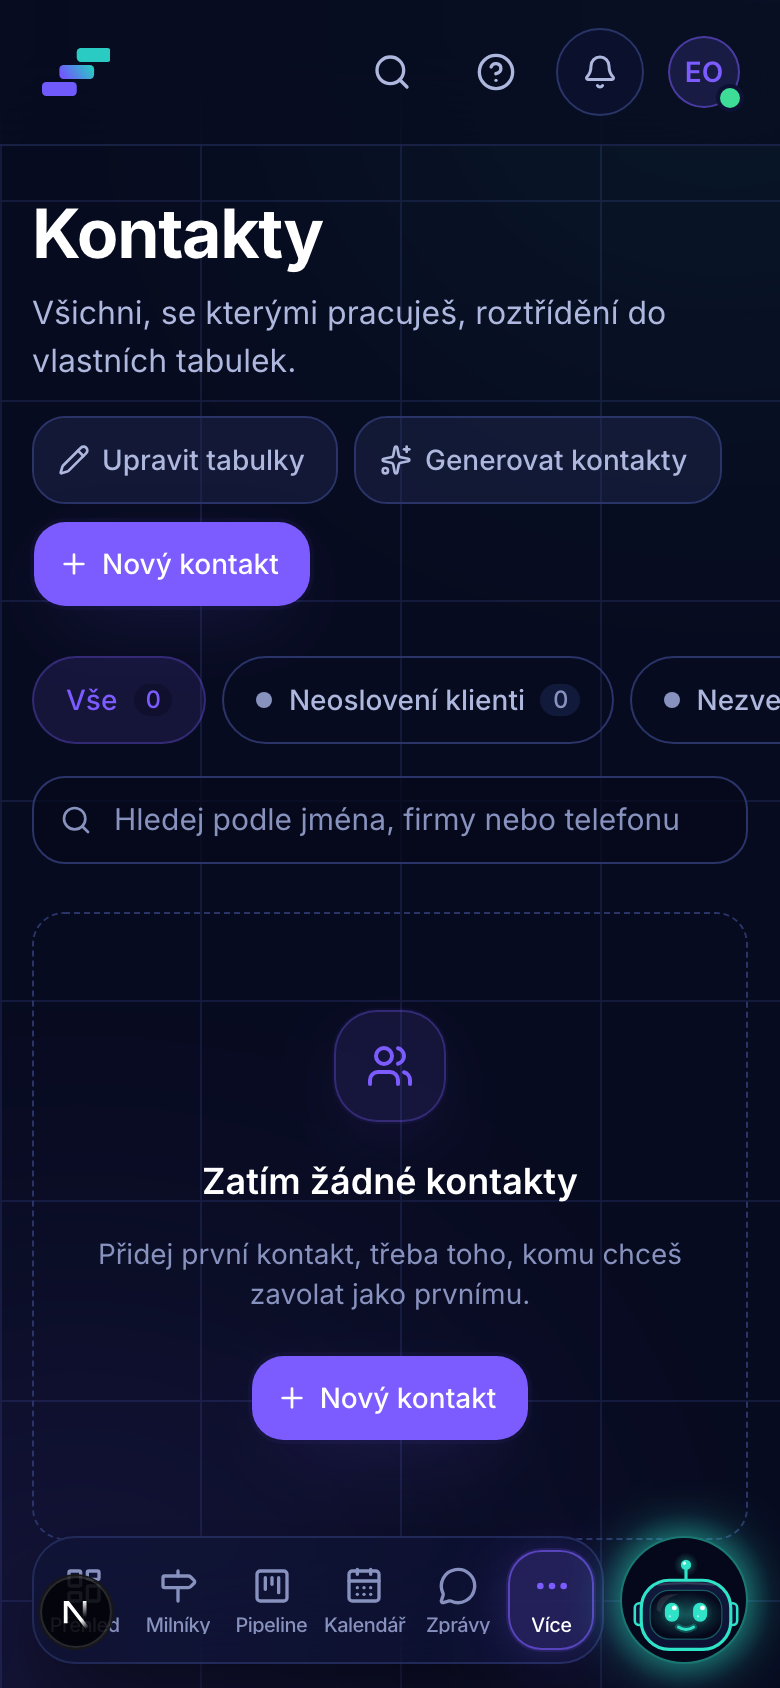 EO
Kontakty
Všichni, se kterými pracuješ, roztřídění do
vlastních tabulek.
Upravit tabulky
Generovat kontakty
Nový kontakt
Vše 0
Neoslovení klienti 0
Nezve
Hledej podle jména, firmy nebo telefonu
Zatím žádné kontakty
Přidej první kontakt, třeba toho, komu chceš
zavolat jako prvnímu.
Nový kontakt
N
Milníky
Pipeline
Kalendář
Zprávy
Více